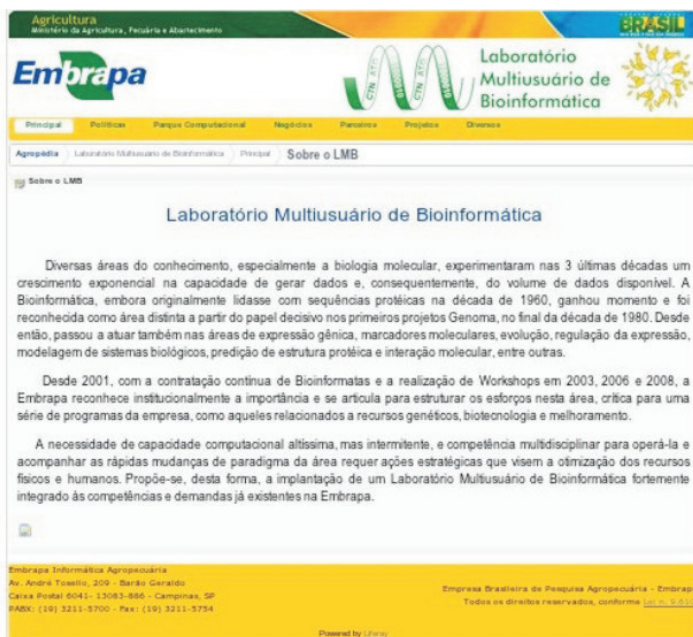 Agricultura
Ministério da Agricultura, Pecuária e Abastecimento
BRASIL
Embrapa
Laboratório
Multiusuário de
Bioinformática
Principal Políticas Parque Computacional Negócios Parceiros Projetos Diversos
Agropédia Laboratório Multiusuário de Bioinformática Principal Sobre o LMB
Sobre o LMB
Laboratório Multiusuário de Bioinformática
Diversas áreas do conhecimento, especialmente a biologia molecular, experimentaram nas 3 últimas décadas um
crescimento exponencial na capacidade de gerar dados e, consequentemente, do volume de dados disponível. A
Bioinformática, embora originalmente lidasse com sequências protéicas na década de 1960, ganhou momento e foi
reconhecida como área distinta a partir do papel decisivo nos primeiros projetos Genoma, no final da década de 1980. Desde
então, passou a atuar também nas áreas de expressão gênica, marcadores moleculares, evolução, regulação da expressão,
modelagem de sistemas biológicos, predição de estrutura protéica e interação molecular, entre outras.
Desde 2001, com a contratação contínua de Bioinformatas e a realização de Workshops em 2003, 2006 e 2008, a
Embrapa reconhece institucionalmente a importância e se articula para estruturar os esforços nesta área, crítica para uma
série de programas da empresa, como aqueles relacionados a recursos genéticos, biotecnologia e melhoramento.
A necessidade de capacidade computacional altíssima, mas intermitente, e competência multidisciplinar para operá-la e
acompanhar as rápidas mudanças de paradigma da área requer ações estratégicas que visem a otimização dos recursos
físicos e humanos. Propõe-se, desta forma, a implantação de um Laboratório Multiusuário de Bioinformática fortemente
integrado às competências e demandas já existentes na Embrapa.
Embrapa Informática Agropecuária
Av. André Tosello, 209 - Barão Geraldo
Caixa Postal 6041- 13083-886 - Campinas, SP
PABX: (19) 3211-5700 - Fax: (19) 3211-5754
Empresa Brasileira de Pesquisa Agropecuária - Embrap
Todos os direitos reservados, conforme Lei n. 9.610
Powered by Liferay